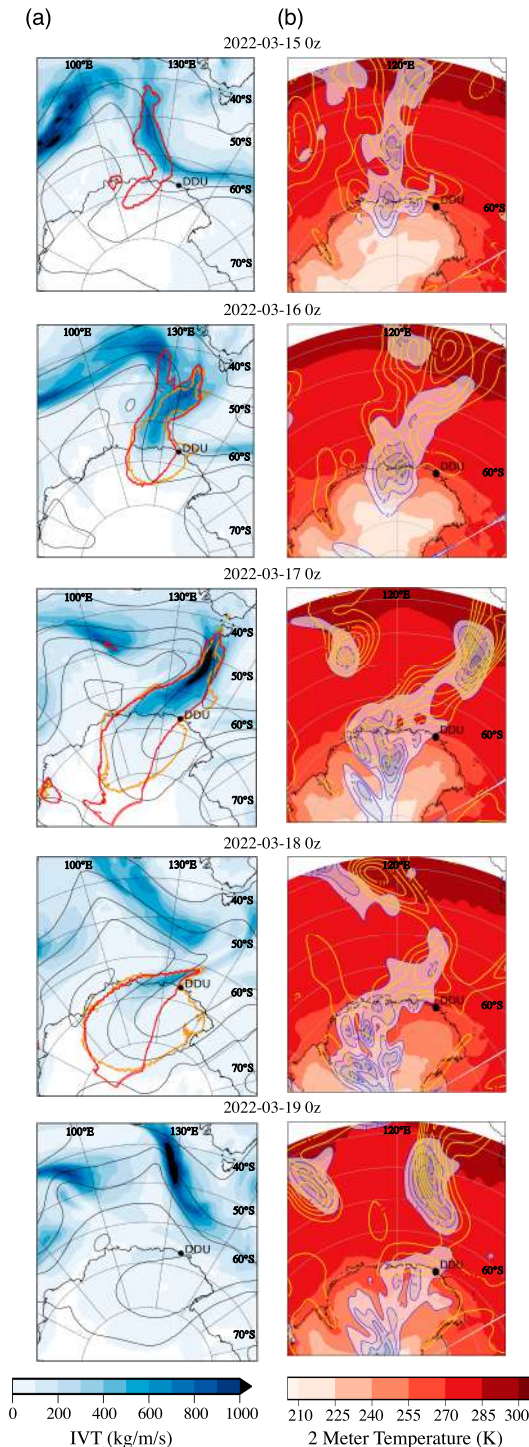 (a) (b)
2022-03-15 0z
100°E 130°E 120°E
40°S
50°S
DDU DDU
60°S 60°S
70°S
2022-03-16 0z
100°E 130°E 120°E
40°S
50°S
DDU DDU
60°S 60°S
70°S
2022-03-17 0z
100°E 130°E 120°E
40°S
50°S
DDU DDU
60°S 60°S
70°S
2022-03-18 0z
100°E 130°E 120°E
40°S
50°S
DDU DDU
60°S 60°S
70°S
2022-03-19 0z
100°E 130°E 120°E
40°S
50°S
DDU DDU
60°S 60°S
70°S
0 200 400 600 800 1000 210 225 240 255 270 285 300
IVT (kg/m/s) 2 Meter Temperature (K)